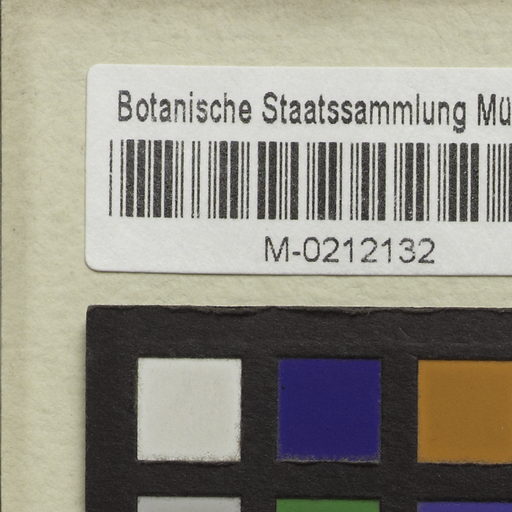 Botanische Staatssammlung Mü
M-0212132